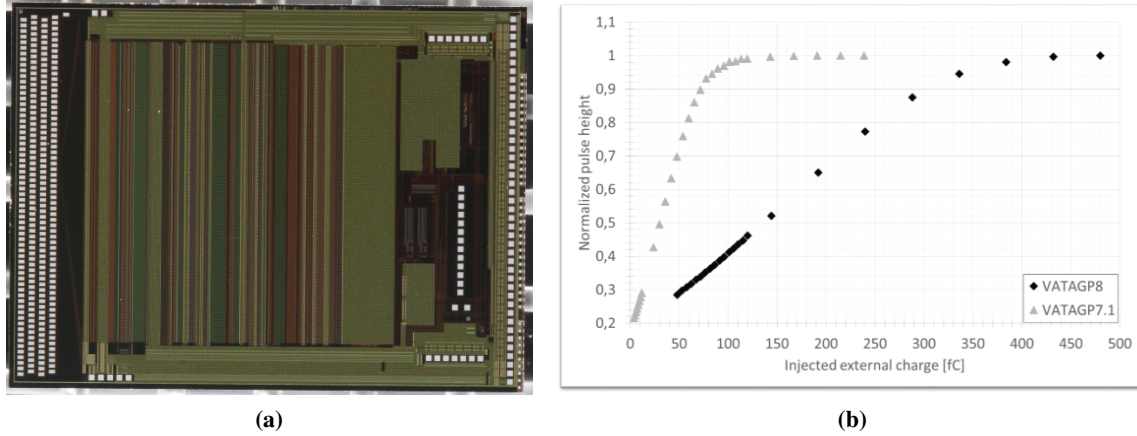 1,1
1
0,9
0,8
0,7
0,6
0,5
0,4
0,3
0,2
Normalized pulse height
VATAGP8
VATAGP7.1
0 50 100 150 200 250 300 350 400 450 500
Injected external charge [fC]
(a) (b)